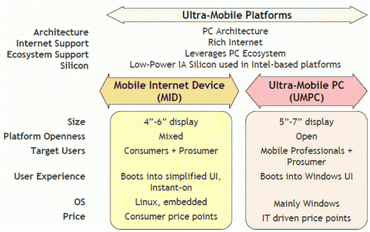 Ultra-Mobile Platforms
Architecture PC Architecture
Internet Support Rich Internet
Ecosystem Support Leverages PC Ecosystem
Silicon Low-Power IA Silicon used in Intel-based platforms
Mobile Internet Device (MID) Ultra-Mobile PC (UMPC)
Size 4"-6" display 5"-7" display
Platform Openness Mixed Open
Target Users Consumers + Prosumer Mobile Professionals + Prosumer
User Experience Boots into simplified UI, Instant-on Boots into Windows UI
OS Linux, embedded Mainly Windows
Price Consumer price points IT driven price points